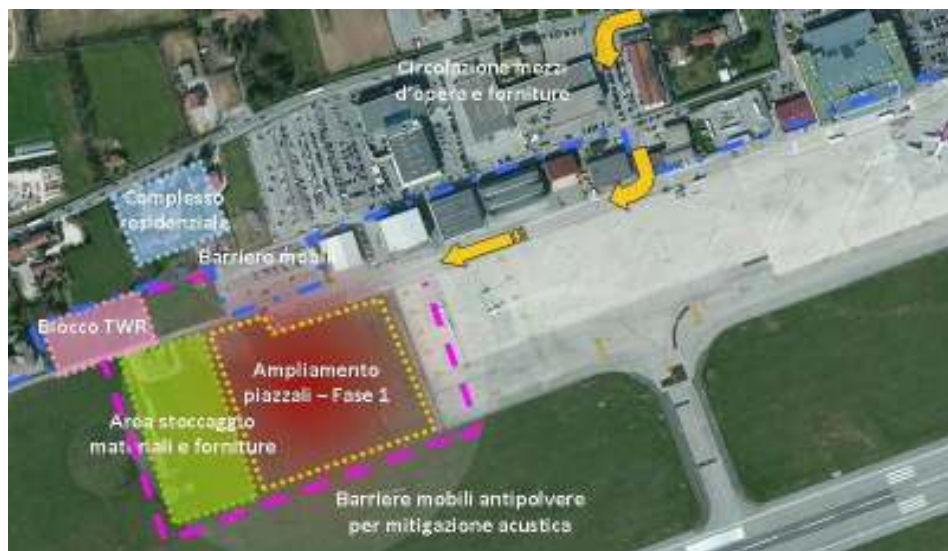 Circolazione mezzi
d'opera e forniture
Complesso
residenziale
Barriere mobili
Blocco TWR
Ampliamento
piazzali – Fase 1
Area stoccaggio
materiali e forniture
Barriere mobili antipolvere
per mitigazione acustica